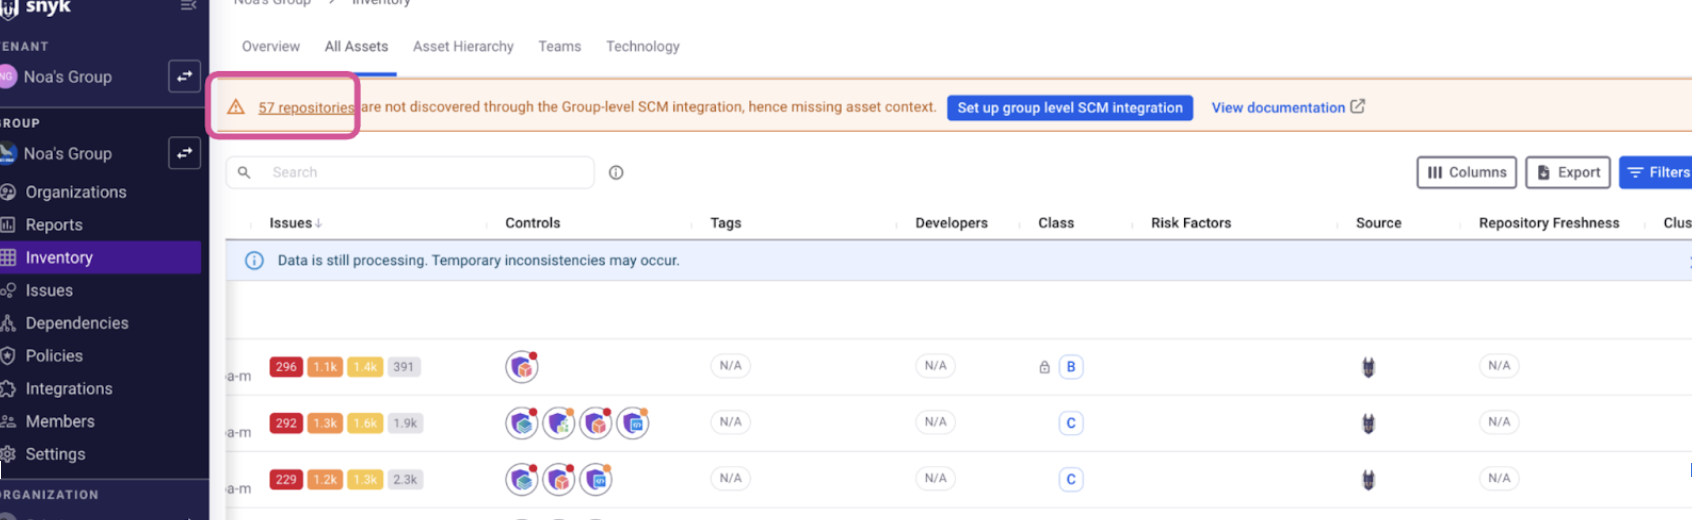 snyk
Noa's Group > Inventory
TENANT
NG Noa's Group
GROUP
Noa's Group
Organizations
Reports
Inventory
Issues
Dependencies
Policies
Integrations
Members
Settings
ORGANIZATION
Overview All Assets Asset Hierarchy Teams Technology
57 repositories are not discovered through the Group-level SCM integration, hence missing asset context. Set up group level SCM integration View documentation
Search
Columns Export Filters
Issues↓ Controls Tags Developers Class Risk Factors Source Repository Freshness Clus
Data is still processing. Temporary inconsistencies may occur.
a-m 296 1.1k 1.4k 391 N/A N/A B N/A
a-m 292 1.3k 1.6k 1.9k N/A N/A C N/A
a-m 229 1.2k 1.3k 2.3k N/A N/A C N/A